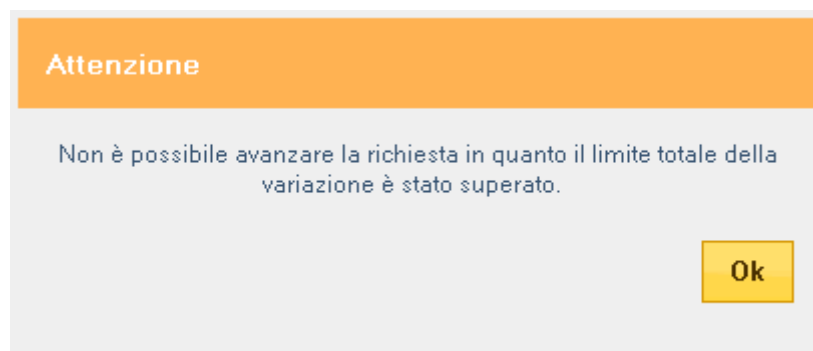 Attenzione
Non è possibile avanzare la richiesta in quanto il limite totale della
variazione è stato superato.
Ok